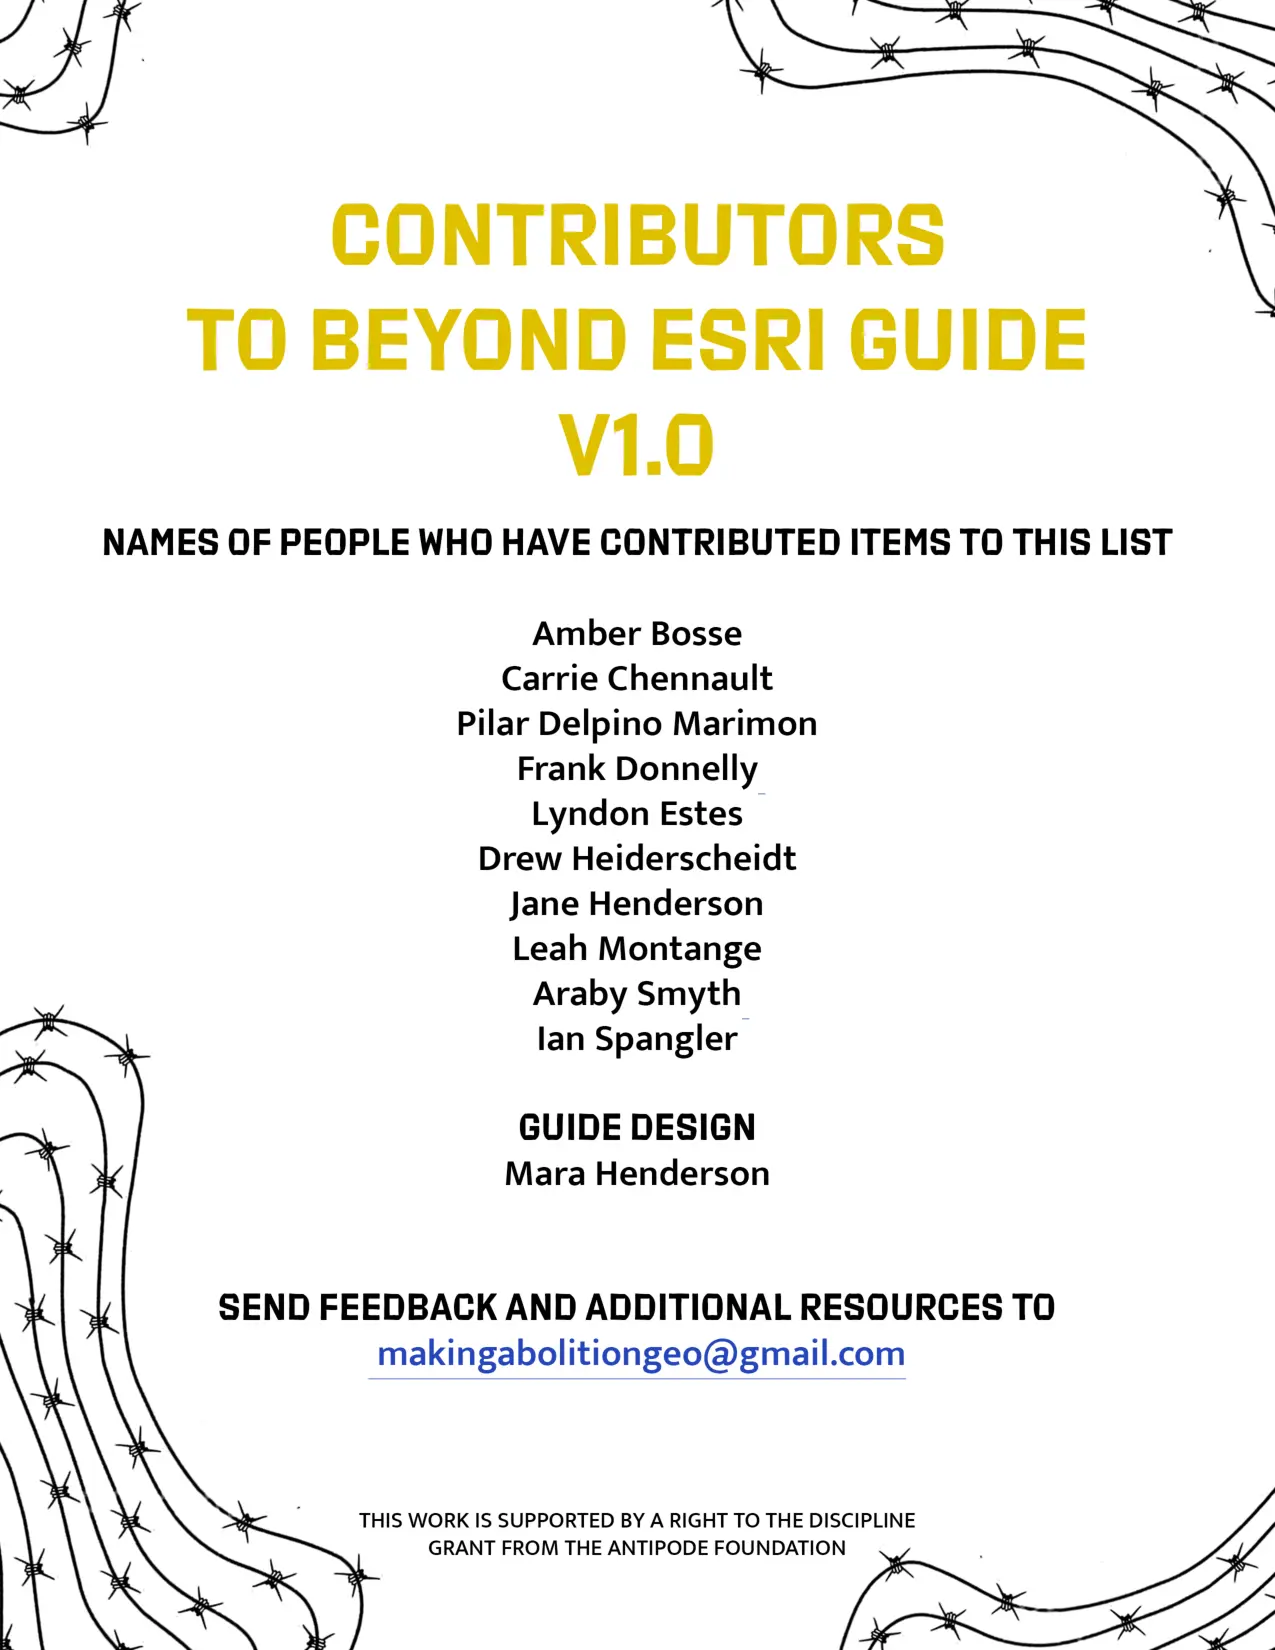 CONTRIBUTORS
TO BEYOND ESRI GUIDE
V1.0
NAMES OF PEOPLE WHO HAVE CONTRIBUTED ITEMS TO THIS LIST
Amber Bosse
Carrie Chennault
Pilar Delpino Marimon
Frank Donnelly
Lyndon Estes
Drew Heiderscheidt
Jane Henderson
Leah Montange
Araby Smyth
Ian Spangler
GUIDE DESIGN
Mara Henderson
SEND FEEDBACK AND ADDITIONAL RESOURCES TO
makingabolitiongeo@gmail.com
THIS WORK IS SUPPORTED BY A RIGHT TO THE DISCIPLINE
GRANT FROM THE ANTIPODE FOUNDATION